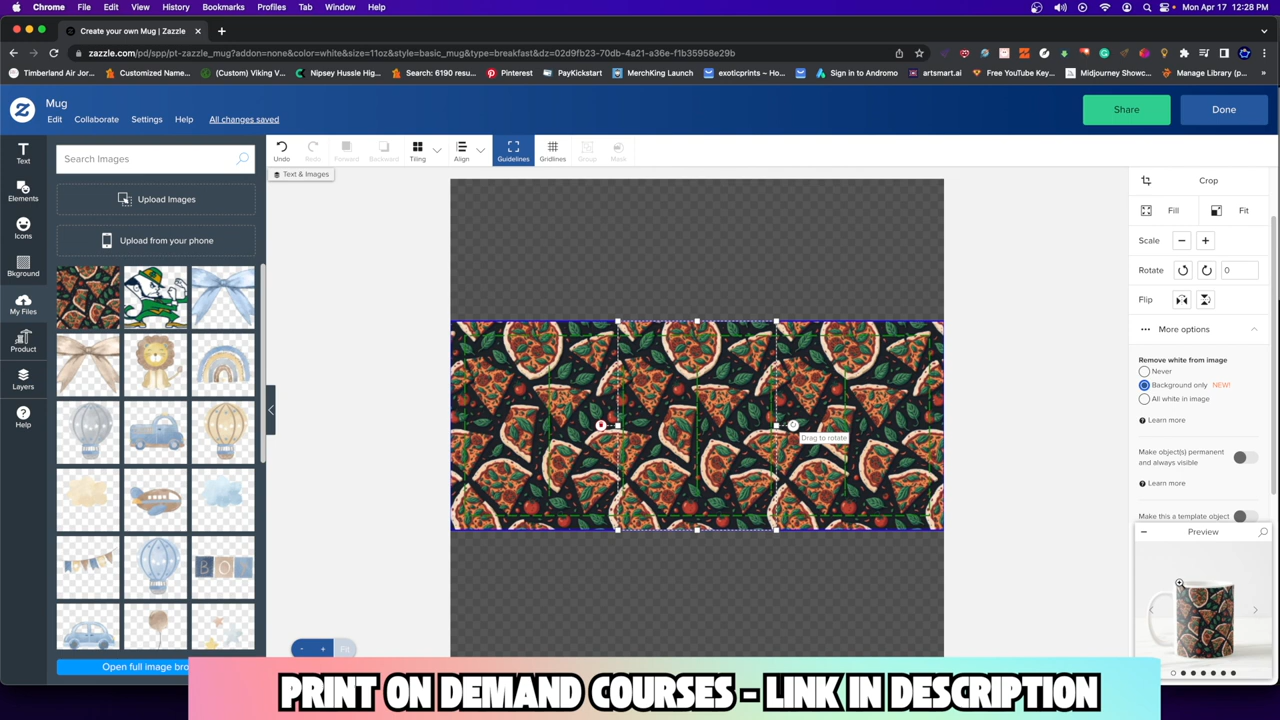 Chrome File Edit View History Bookmarks Profiles Tab Window Help Mon Apr 17 12:28 PM
Create your own Mug | Zazzle
zazzle.com/pd/spp/pt-zazzle_mug?addon=none&color=white&size=11oz&style=basic_mug&type=breakfast&dz=02d9fb23-70db-4a21-a36e-f1b35958e29b
Timberland Air Jor... Customized Name... (Custom) Viking V... Nipsey Hussle Hig... Search: 6190 resu... Pinterest PayKickstart MerchKing Launch exoticprints ~ Ho... Sign in to Andromo artsmart.ai Free YouTube Key... Midjourney Showc... Manage Library (p...
Mug
Edit Collaborate Settings Help All changes saved
Share Done
Text
Elements
Icons
Bkground
My Files
Product
Layers
Help
Search Images
Upload Images
Upload from your phone
BO
Open full image bro
Undo Redo Forward Backward Tiling Align Guidelines Gridlines Group Mask
Text & Images
Drag to rotate
- + Fit
Crop
Fill Fit
Scale
Rotate 0
Flip
More options
Remove white from image
Never
Background only NEW!
All white in image
Learn more
Make object(s) permanent
and always visible
Learn more
Make this a template object
Preview
PRINT ON DEMAND COURSES - LINK IN DESCRIPTION